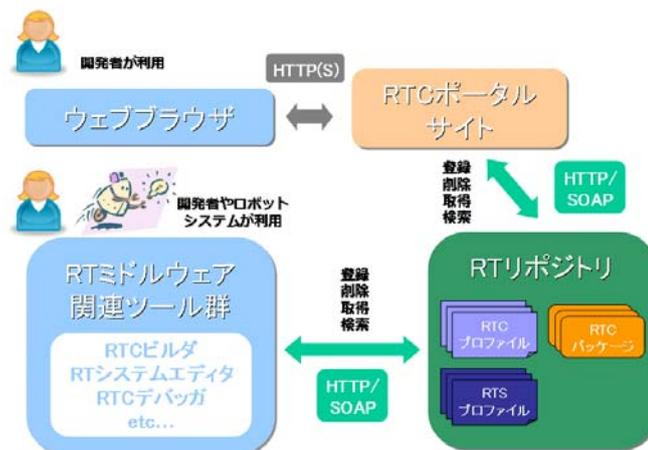 開発者が利用
HTTP(S)
ウェブブラウザ
RTCポータル
サイト
開発者やロボット
システムが利用
登録
削除
取得
検索
HTTP/
SOAP
RTミドルウェア
関連ツール群
RTCビルダ
RTシステムエディタ
RTCデバッガ
etc...
登録
削除
取得
検索
HTTP/
SOAP
RTリポジトリ
RTC
プロファイル
RTC
パッケージ
RTS
プロファイル